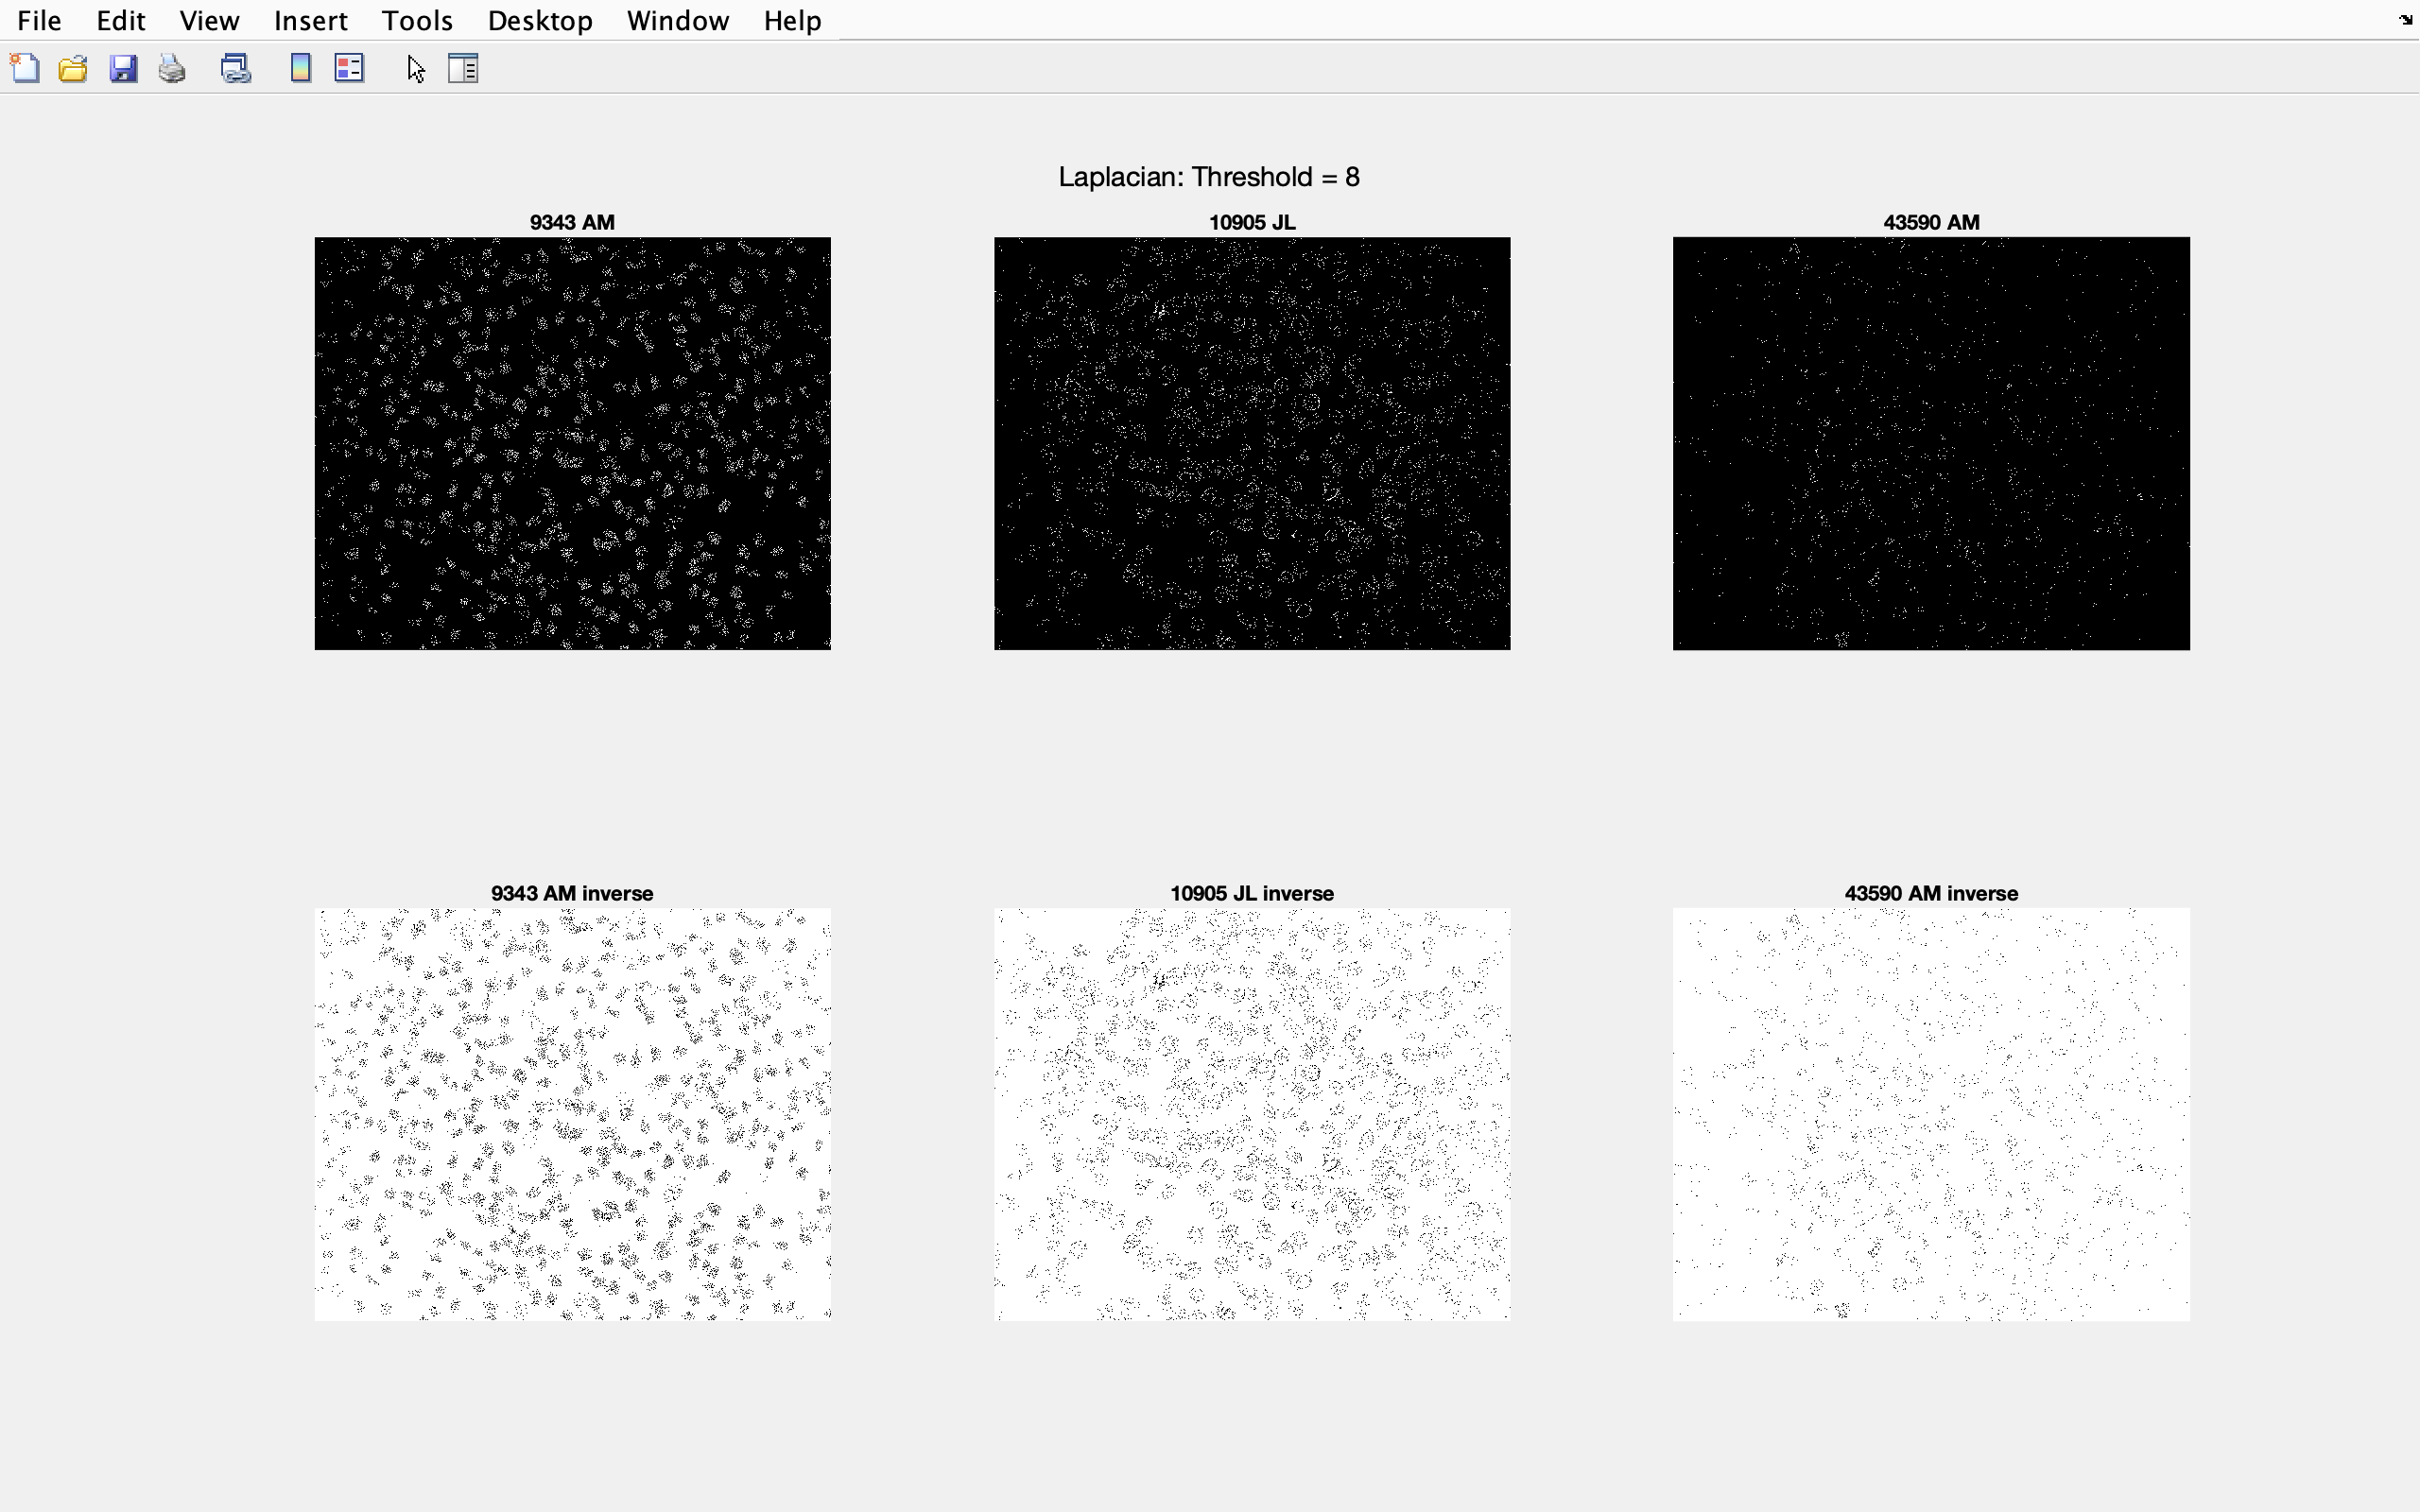 File Edit View Insert Tools Desktop Window Help
Laplacian: Threshold = 8
9343 AM
10905 JL
43590 AM
9343 AM inverse
10905 JL inverse
43590 AM inverse